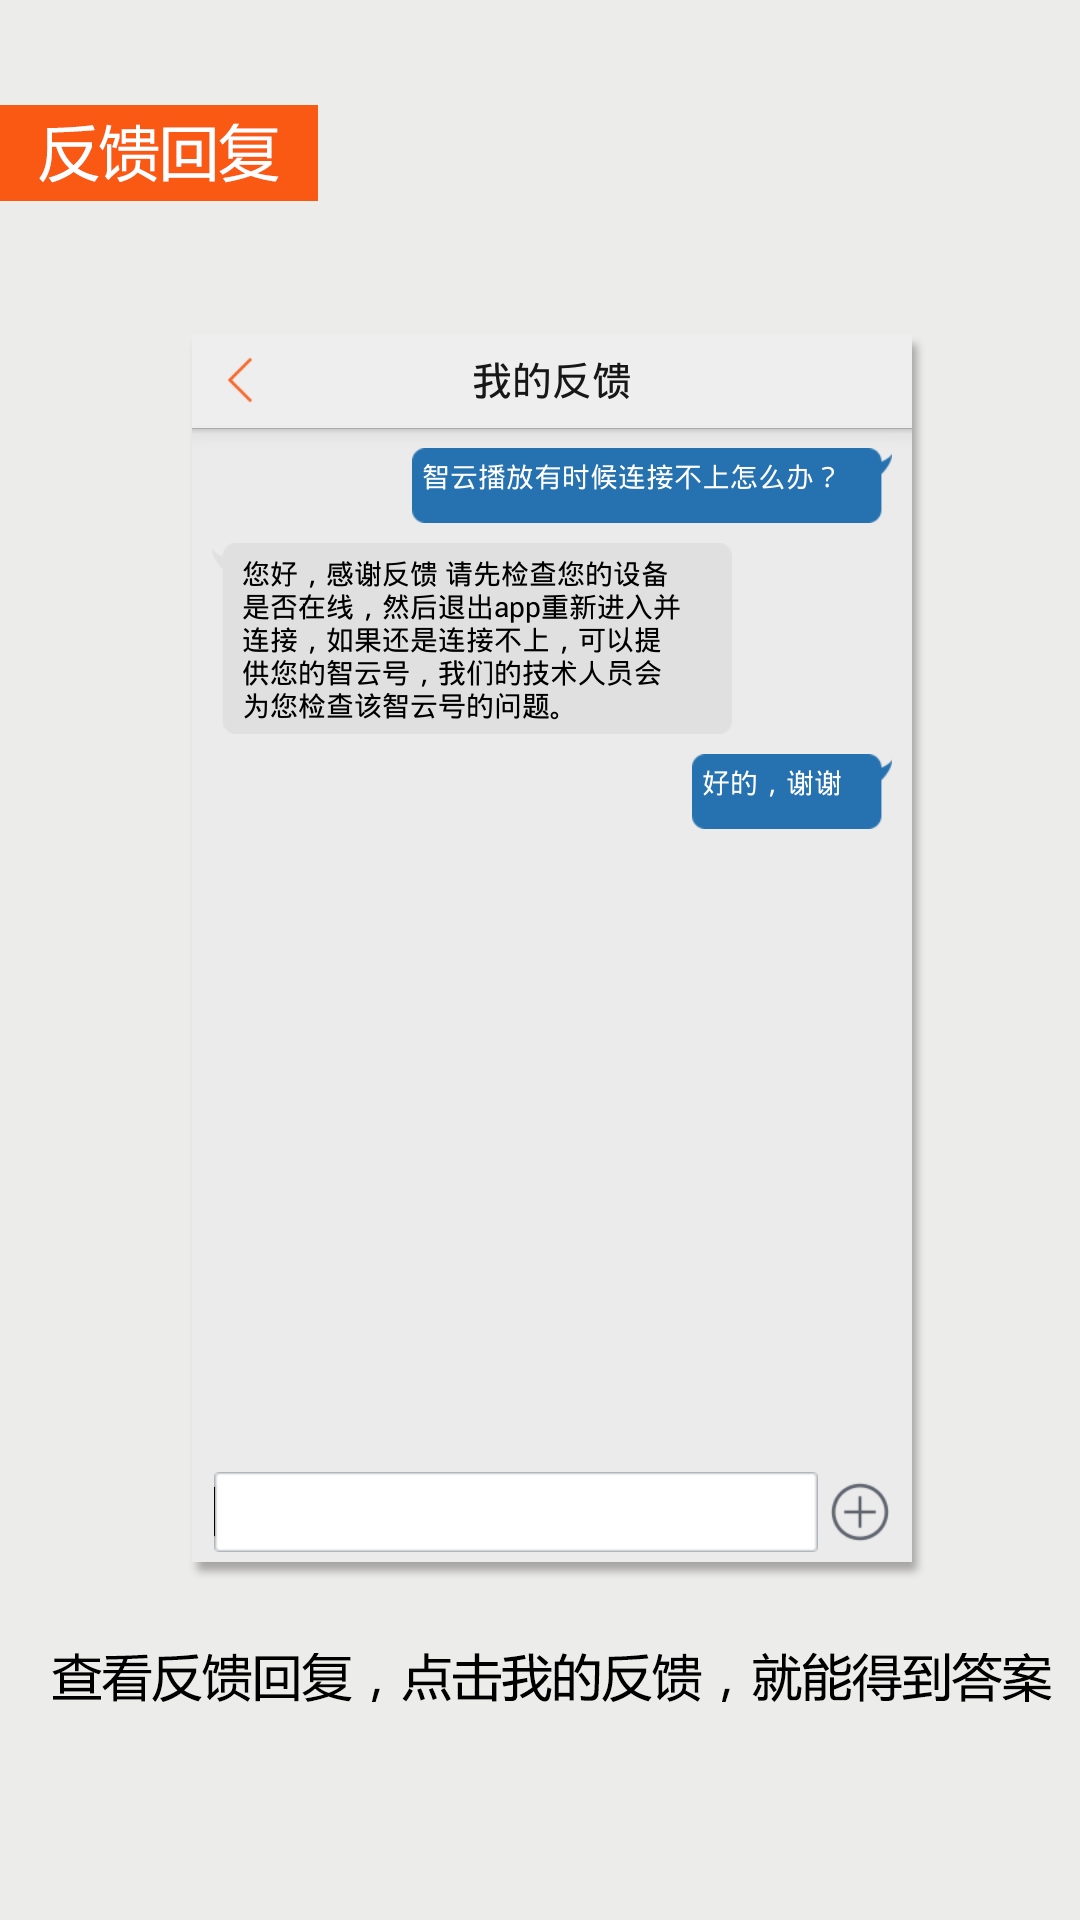 反馈回复
我的反馈
智云播放有时候连接不上怎么办？
您好，感谢反馈 请先检查您的设备
是否在线，然后退出app重新进入并
连接，如果还是连接不上，可以提
供您的智云号，我们的技术人员会
为您检查该智云号的问题。
好的，谢谢
查看反馈回复，点击我的反馈，就能得到答案